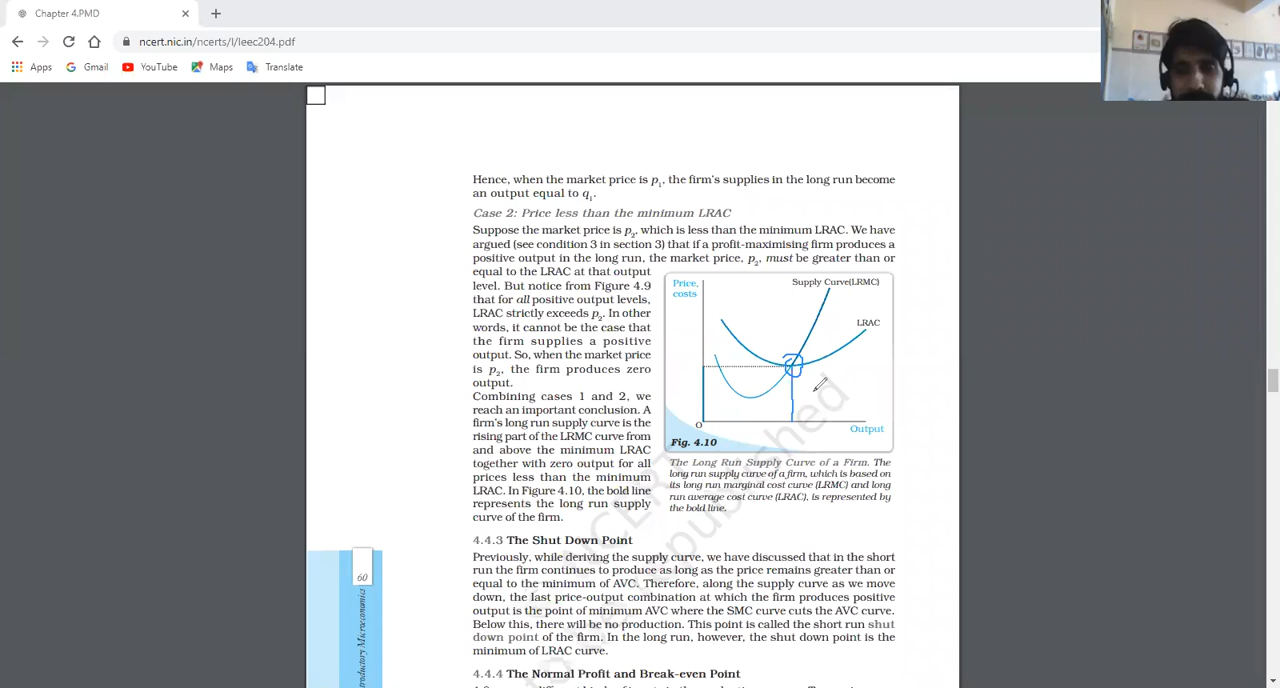 Chapter 4.PMD
ncert.nic.in/ncerts/l/leec204.pdf
Apps Gmail YouTube Maps Translate
Hence, when the market price is p1, the firm's supplies in the long run become
an output equal to q1.
Case 2: Price less than the minimum LRAC
Suppose the market price is p2, which is less than the minimum LRAC. We have
argued (see condition 3 in section 3) that if a profit-maximising firm produces a
positive output in the long run, the market price, p2, must be greater than or
equal to the LRAC at that output
level. But notice from Figure 4.9
that for all positive output levels,
LRAC strictly exceeds p2. In other
words, it cannot be the case that
the firm supplies a positive
output. So, when the market price
is p2, the firm produces zero
output.
Combining cases 1 and 2, we
reach an important conclusion. A
firm's long run supply curve is the
rising part of the LRMC curve from
and above the minimum LRAC
together with zero output for all
prices less than the minimum
LRAC. In Figure 4.10, the bold line
represents the long run supply
curve of the firm.
Price,
costs
Supply Curve(LRMC)
LRAC
O
Output
Fig. 4.10
The Long Run Supply Curve of a Firm. The
long run supply curve of a firm, which is based on
its long run marginal cost curve (LRMC) and long
run average cost curve (LRAC), is represented by
the bold line.
4.4.3 The Shut Down Point
Previously, while deriving the supply curve, we have discussed that in the short
run the firm continues to produce as long as the price remains greater than or
equal to the minimum of AVC. Therefore, along the supply curve as we move
down, the last price-output combination at which the firm produces positive
output is the point of minimum AVC where the SMC curve cuts the AVC curve.
Below this, there will be no production. This point is called the short run shut
down point of the firm. In the long run, however, the shut down point is the
minimum of LRAC curve.
4.4.4 The Normal Profit and Break-even Point
60
troductory Microeconomics
NCERT
published